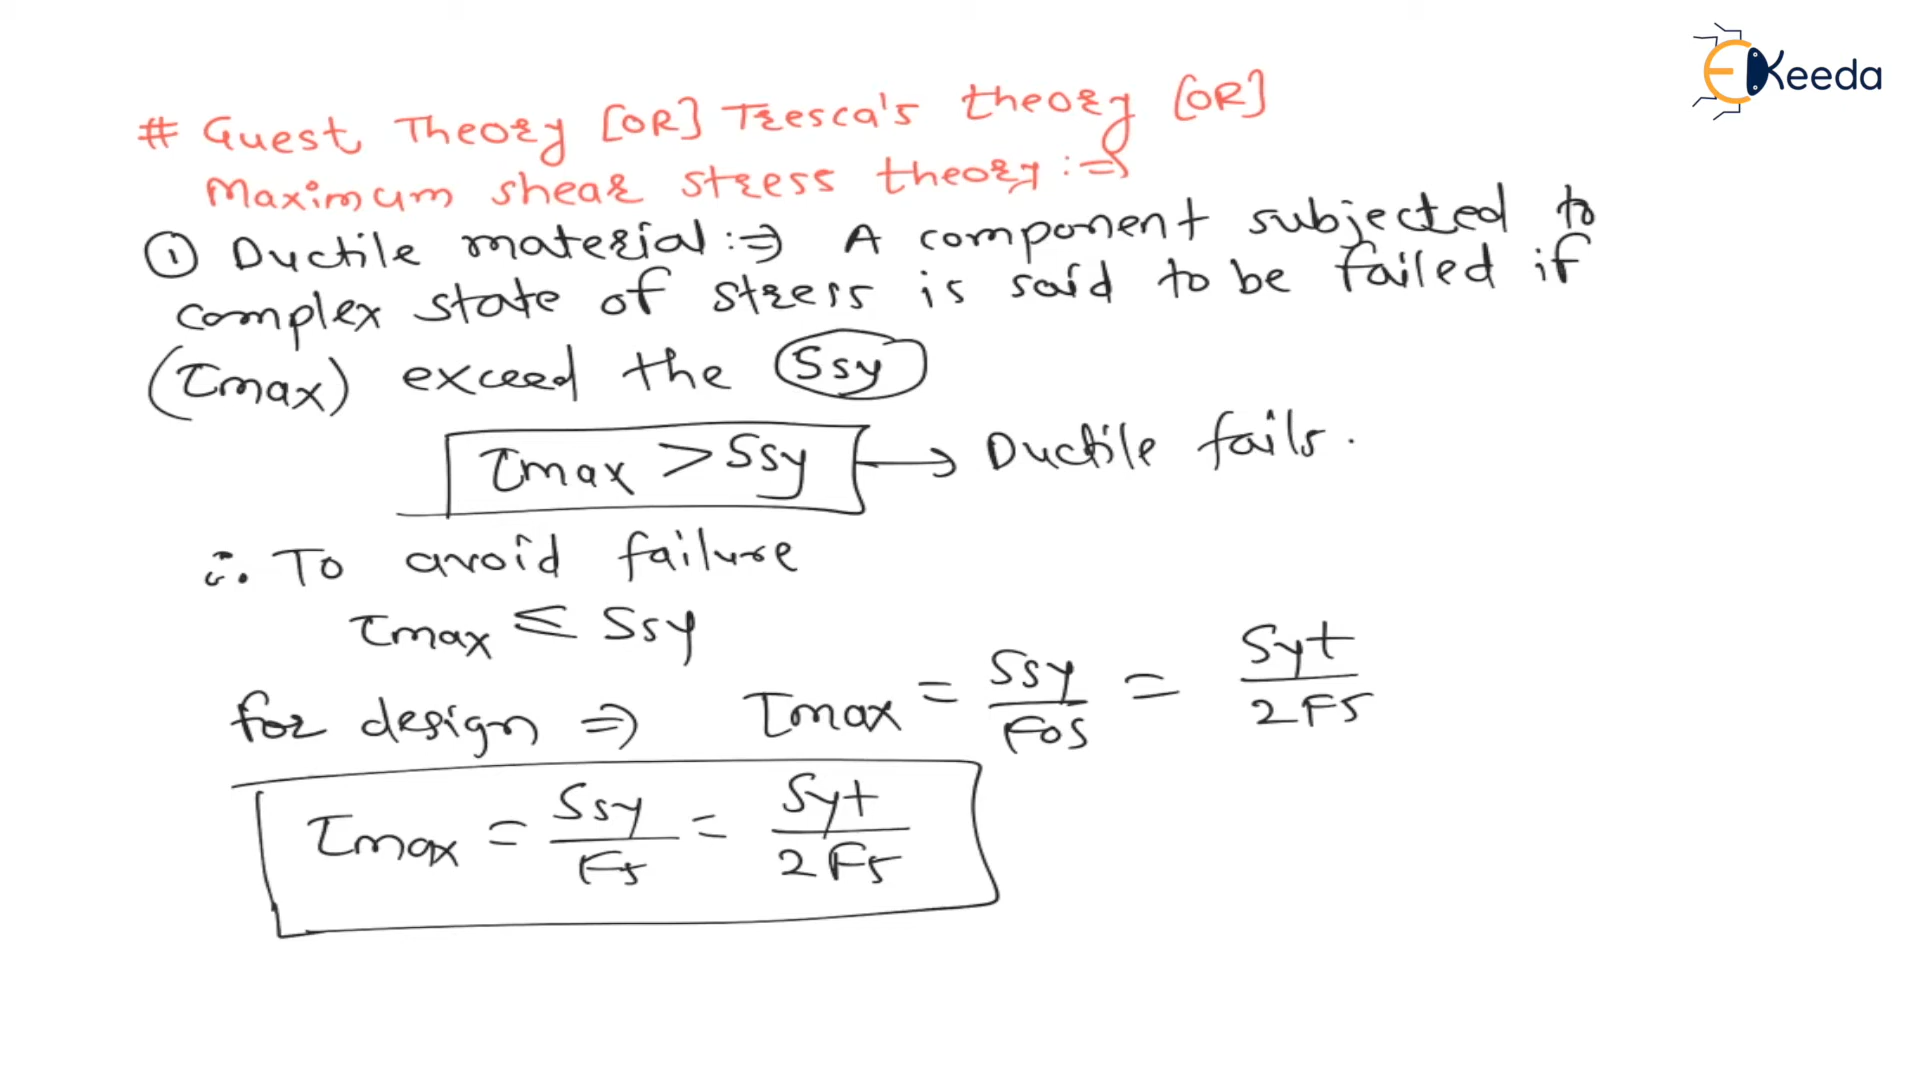 EKeeda
# Guest Theory [OR] Tresca's theory [OR]
Maximum shear stress theory :⇒
① Ductile material :⇒ A component subjected to
complex state of stress is said to be failed if
(τmax) exceed the Ssy
τmax > Ssy → Ductile fails.
∴ To avoid failure
τmax ≤ Ssy
for design ⇒ τmax = Ssy/FOS = Syt/2FS
τmax = Ssy/FS = Syt/2FS